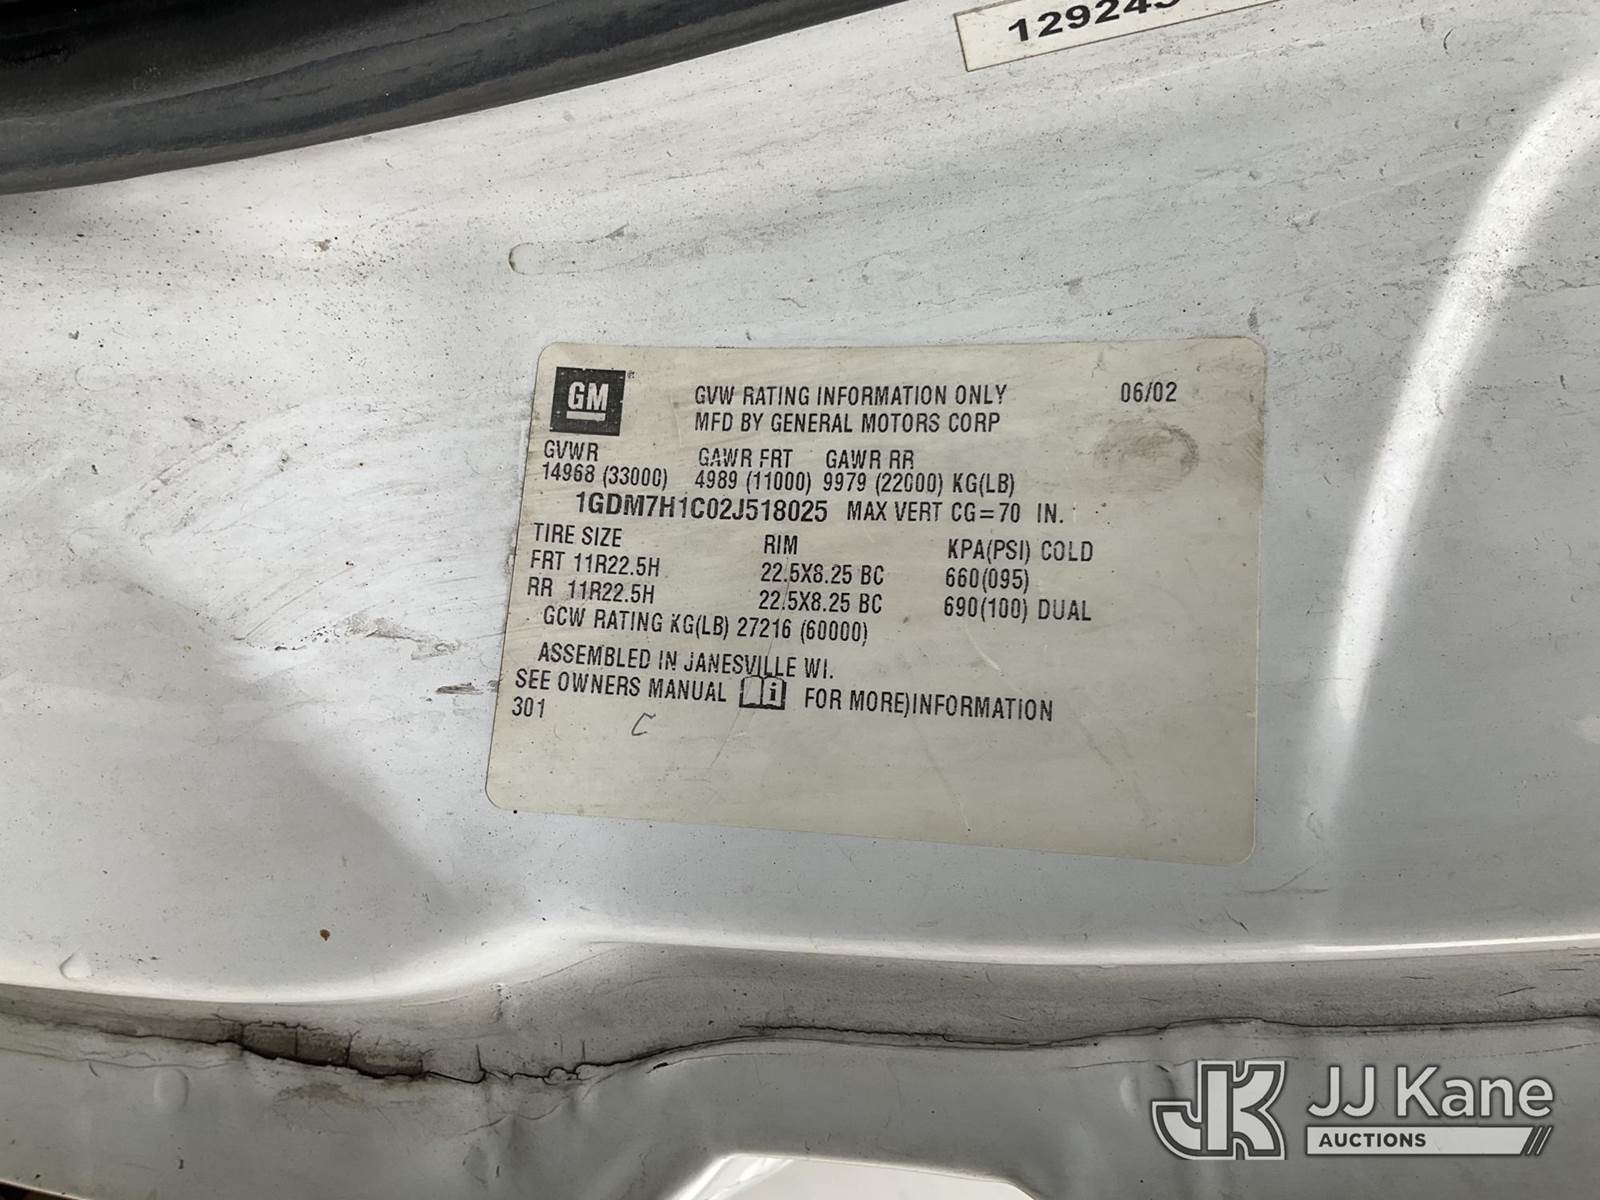 GM
GVW RATING INFORMATION ONLY 06/02
MFD BY GENERAL MOTORS CORP
GVWR GAWR FRT GAWR RR
14968 (33000) 4989 (11000) 9979 (22000) KG(LB)
1GDM7H1C02J518025 MAX VERT CG=70 IN.
TIRE SIZE RIM KPA(PSI) COLD
FRT 11R22.5H 22.5X8.25 BC 660(095)
RR 11R22.5H 22.5X8.25 BC 690(100) DUAL
GCW RATING KG(LB) 27216 (60000)
ASSEMBLED IN JANESVILLE WI.
SEE OWNERS MANUAL i FOR MORE)INFORMATION
301
C
JK JJ Kane
AUCTIONS